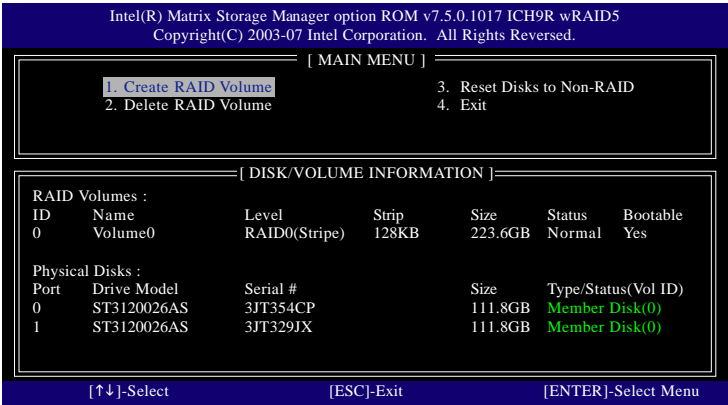 Intel(R) Matrix Storage Manager option ROM v7.5.0.1017 ICH9R wRAID5
Copyright(C) 2003-07 Intel Corporation. All Rights Reversed.
[ MAIN MENU ]
1. Create RAID Volume 3. Reset Disks to Non-RAID
2. Delete RAID Volume 4. Exit
[ DISK/VOLUME INFORMATION ]
RAID Volumes :
ID Name Level Strip Size Status Bootable
0 Volume0 RAID0(Stripe) 128KB 223.6GB Normal Yes
Physical Disks :
Port Drive Model Serial # Size Type/Status(Vol ID)
0 ST3120026AS 3JT354CP 111.8GB Member Disk(0)
1 ST3120026AS 3JT329JX 111.8GB Member Disk(0)
[↑↓]-Select [ESC]-Exit [ENTER]-Select Menu